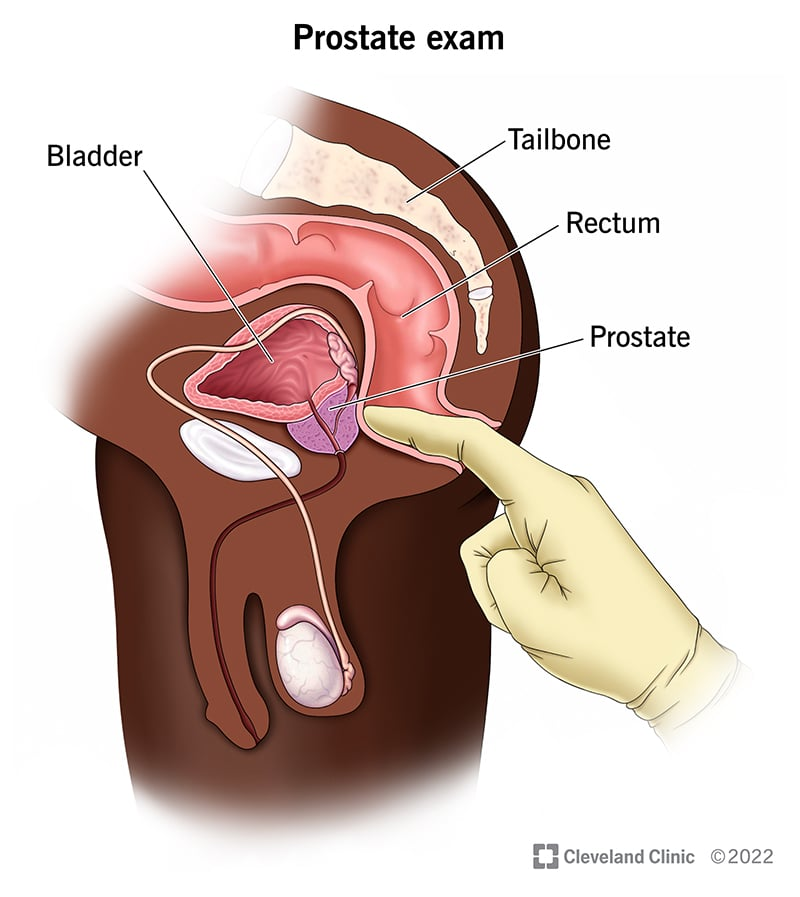 Prostate exam
Bladder
Tailbone
Rectum
Prostate
Cleveland Clinic ©2022